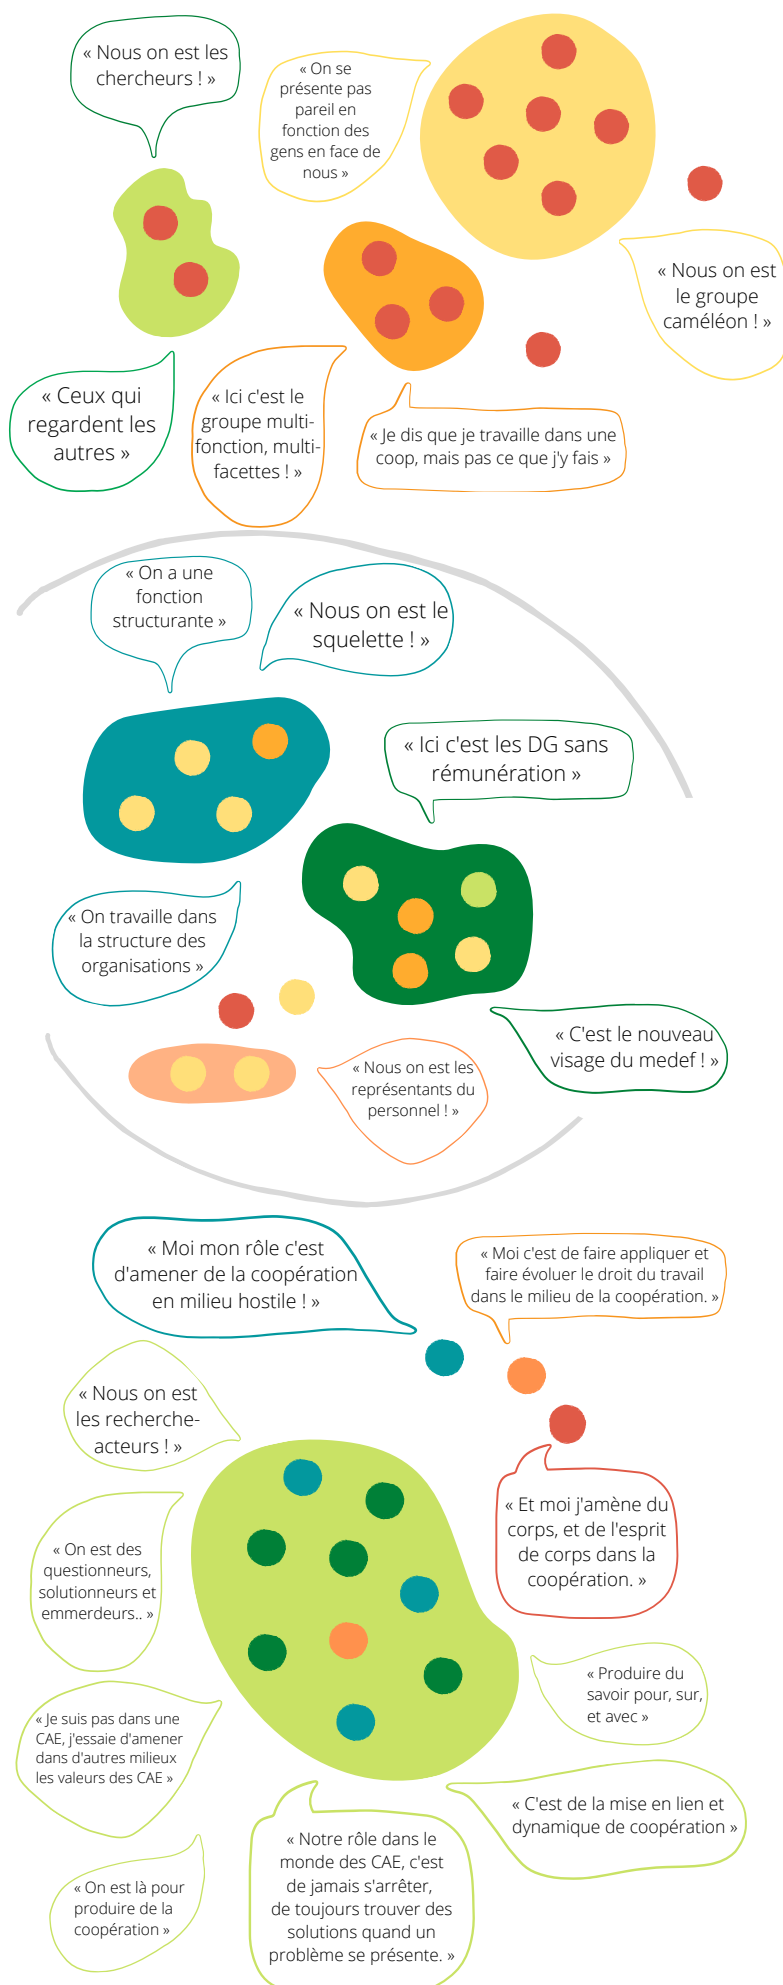 « Nous on est les
chercheurs ! »
« On se
présente pas
pareil en
fonction des
gens en face de
nous »
« Nous on est
le groupe
caméléon ! »
« Ceux qui
regardent les
autres »
« Ici c'est le
groupe multi-
fonction, multi-
facettes ! »
« Je dis que je travaille dans une
coop, mais pas ce que j'y fais »
« On a une
fonction
structurante »
« Nous on est le
squelette ! »
« Ici c'est les DG sans
rémunération »
« On travaille dans
la structure des
organisations »
« C'est le nouveau
visage du medef ! »
« Nous on est les
représentants du
personnel ! »
« Moi mon rôle c'est
d'amener de la coopération
en milieu hostile ! »
« Moi c'est de faire appliquer et
faire évoluer le droit du travail
dans le milieu de la coopération. »
« Nous on est
les recherche-
acteurs ! »
« Et moi j'amène du
corps, et de l'esprit
de corps dans la
coopération. »
« On est des
questionneurs,
solutionneurs et
emmerdeurs.. »
« Produire du
savoir pour, sur,
et avec »
« Je suis pas dans une
CAE, j'essaie d'amener
dans d'autres milieux
les valeurs des CAE »
« C'est de la mise en lien et
dynamique de coopération »
« Notre rôle dans le
monde des CAE, c'est
de jamais s'arrêter,
de toujours trouver des
solutions quand un
problème se présente. »
« On est là pour
produire de la
coopération »